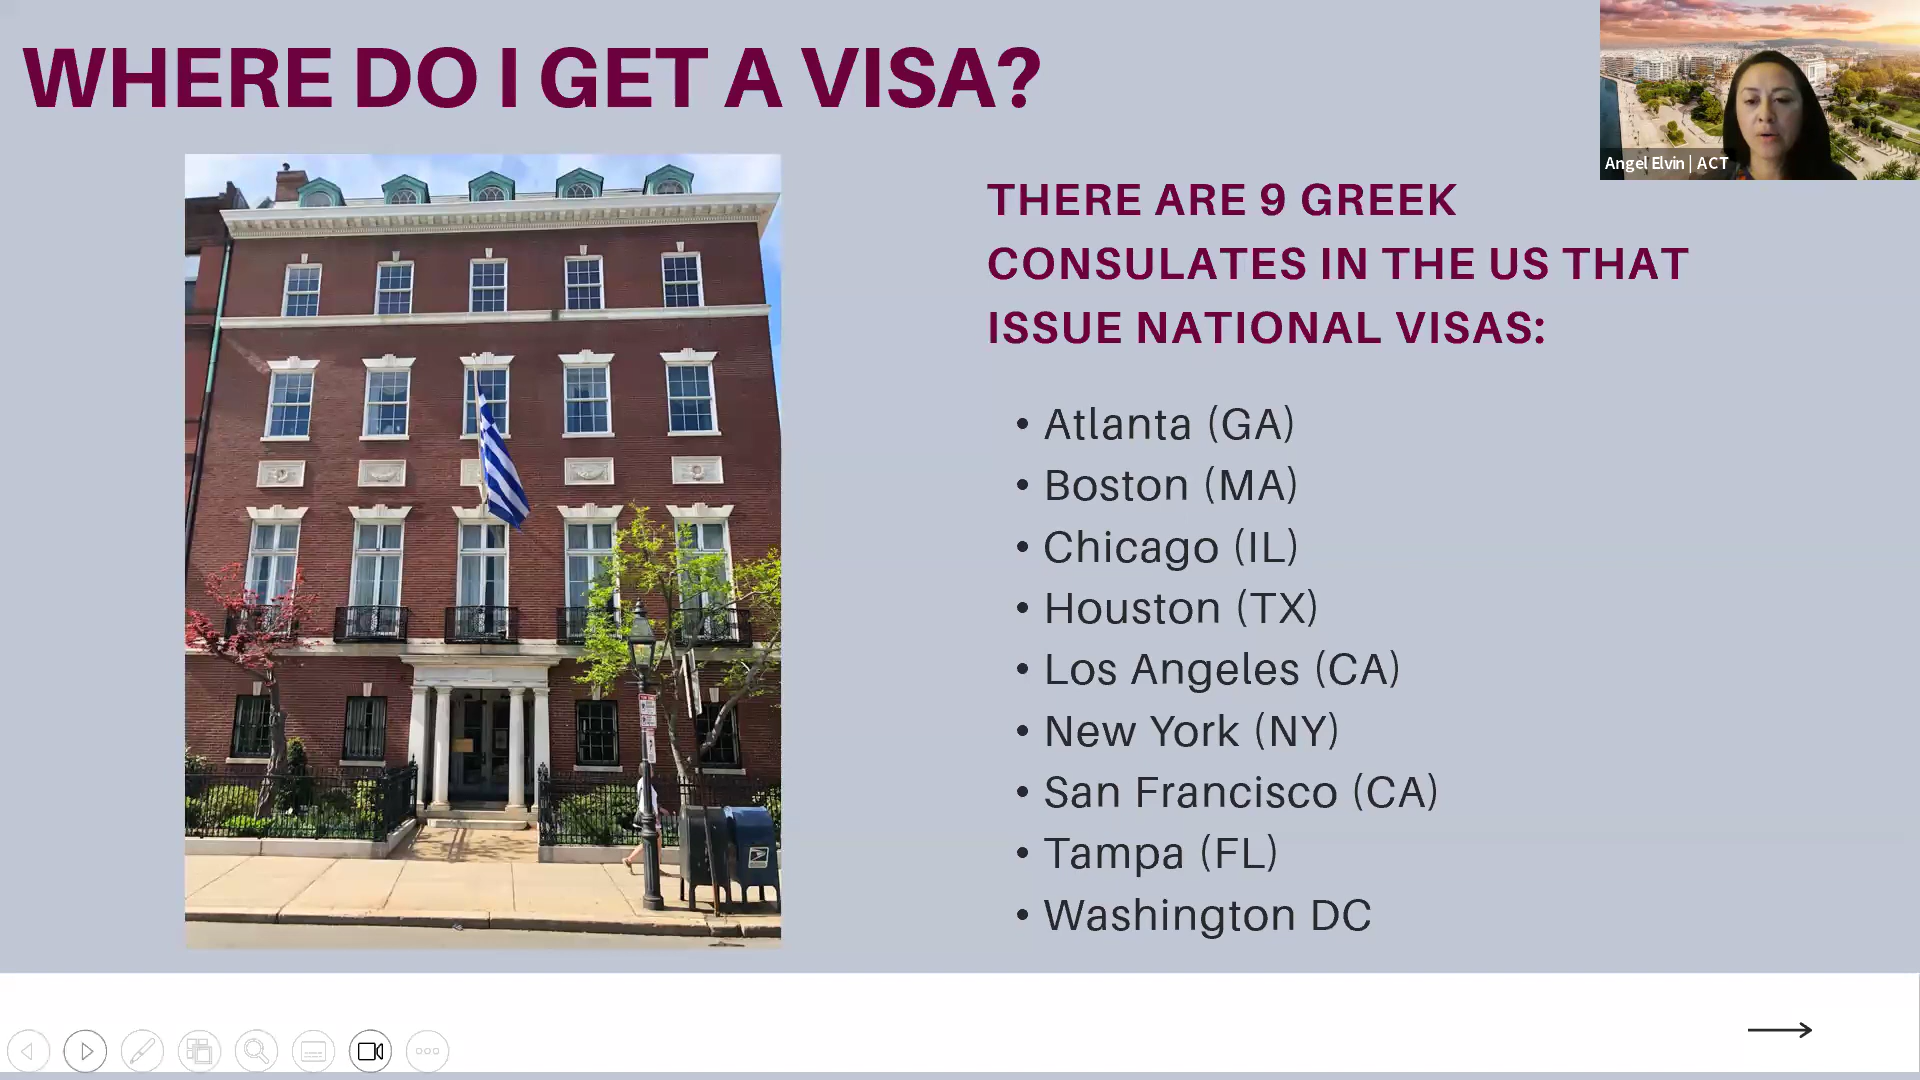 WHERE DO I GET A VISA?
Angel Elvin | ACT
THERE ARE 9 GREEK
CONSULATES IN THE US THAT
ISSUE NATIONAL VISAS:
• Atlanta (GA)
• Boston (MA)
• Chicago (IL)
• Houston (TX)
• Los Angeles (CA)
• New York (NY)
• San Francisco (CA)
• Tampa (FL)
• Washington DC